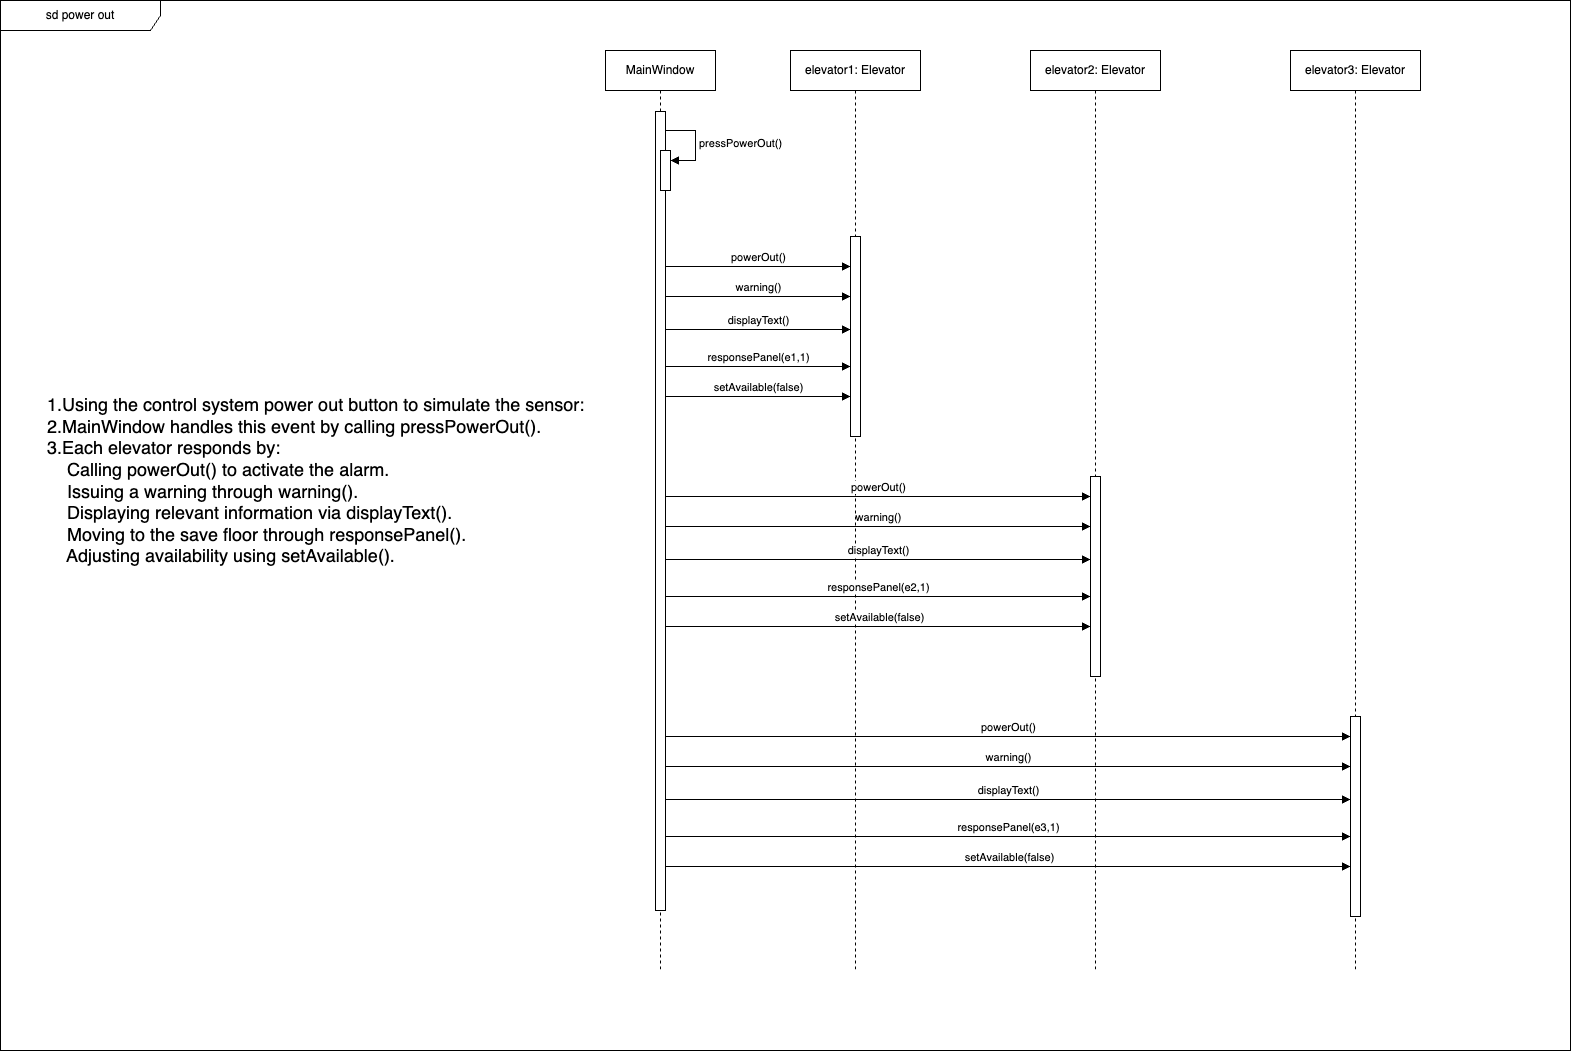 sd power out
MainWindow
elevator1: Elevator
elevator2: Elevator
elevator3: Elevator
pressPowerOut()
powerOut()
warning()
displayText()
responsePanel(e1,1)
setAvailable(false)
1.Using the control system power out button to simulate the sensor:
2.MainWindow handles this event by calling pressPowerOut().
3.Each elevator responds by:
Calling powerOut() to activate the alarm.
Issuing a warning through warning().
Displaying relevant information via displayText().
Moving to the save floor through responsePanel().
Adjusting availability using setAvailable().
powerOut()
warning()
displayText()
responsePanel(e2,1)
setAvailable(false)
powerOut()
warning()
displayText()
responsePanel(e3,1)
setAvailable(false)